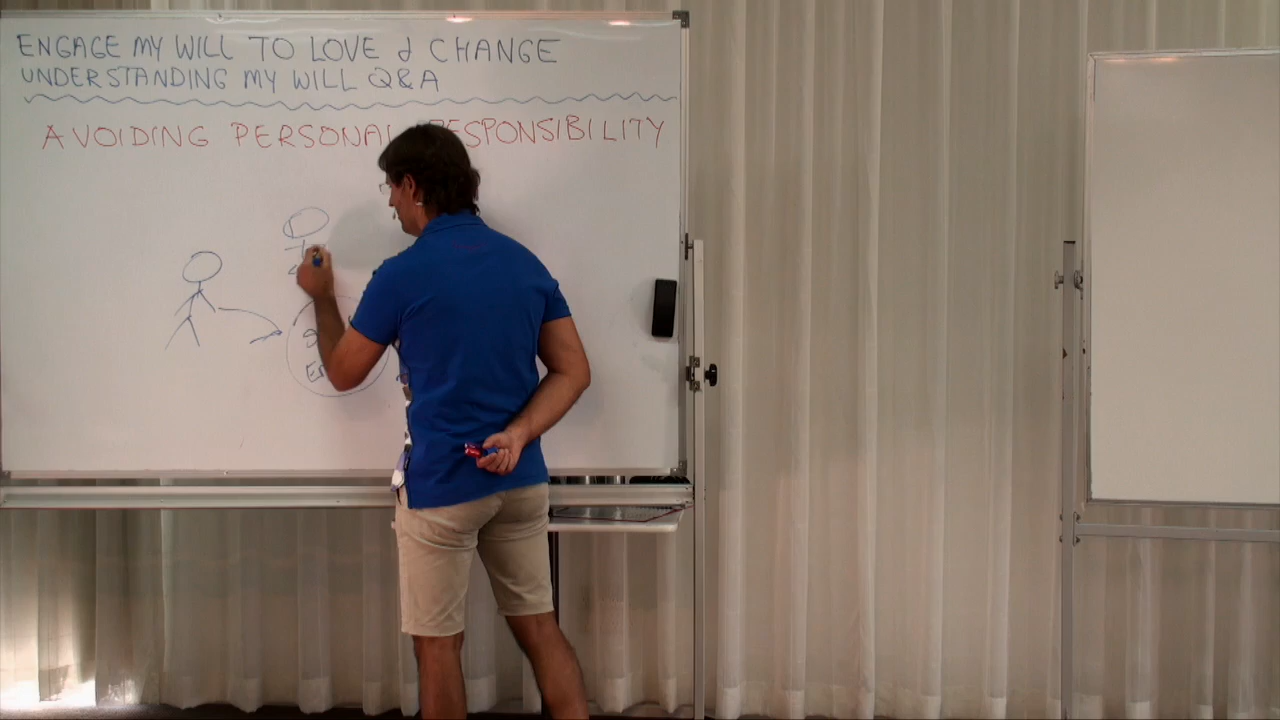 ENGAGE MY WILL TO LOVE & CHANGE
UNDERSTANDING MY WILL Q&A
AVOIDING PERSONAL RESPONSIBILITY